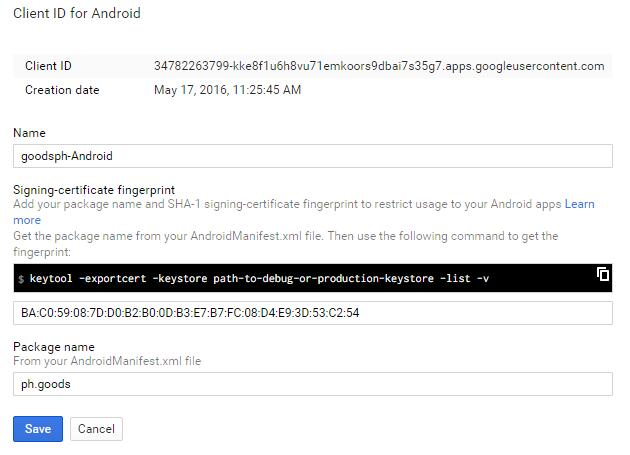 Client ID for Android
Client ID 34782263799-kke8f1u6h8vu71emkoors9dbai7s35g7.apps.googleusercontent.com
Creation date May 17, 2016, 11:25:45 AM
Name
goodsph-Android
Signing-certificate fingerprint
Add your package name and SHA-1 signing-certificate fingerprint to restrict usage to your Android apps Learn
more
Get the package name from your AndroidManifest.xml file. Then use the following command to get the
fingerprint:
$ keytool -exportcert -keystore path-to-debug-or-production-keystore -list -v
BA:C0:59:08:7D:D0:B2:B0:0D:B3:E7:B7:FC:08:D4:E9:3D:53:C2:54
Package name
From your AndroidManifest.xml file
ph.goods
Save Cancel